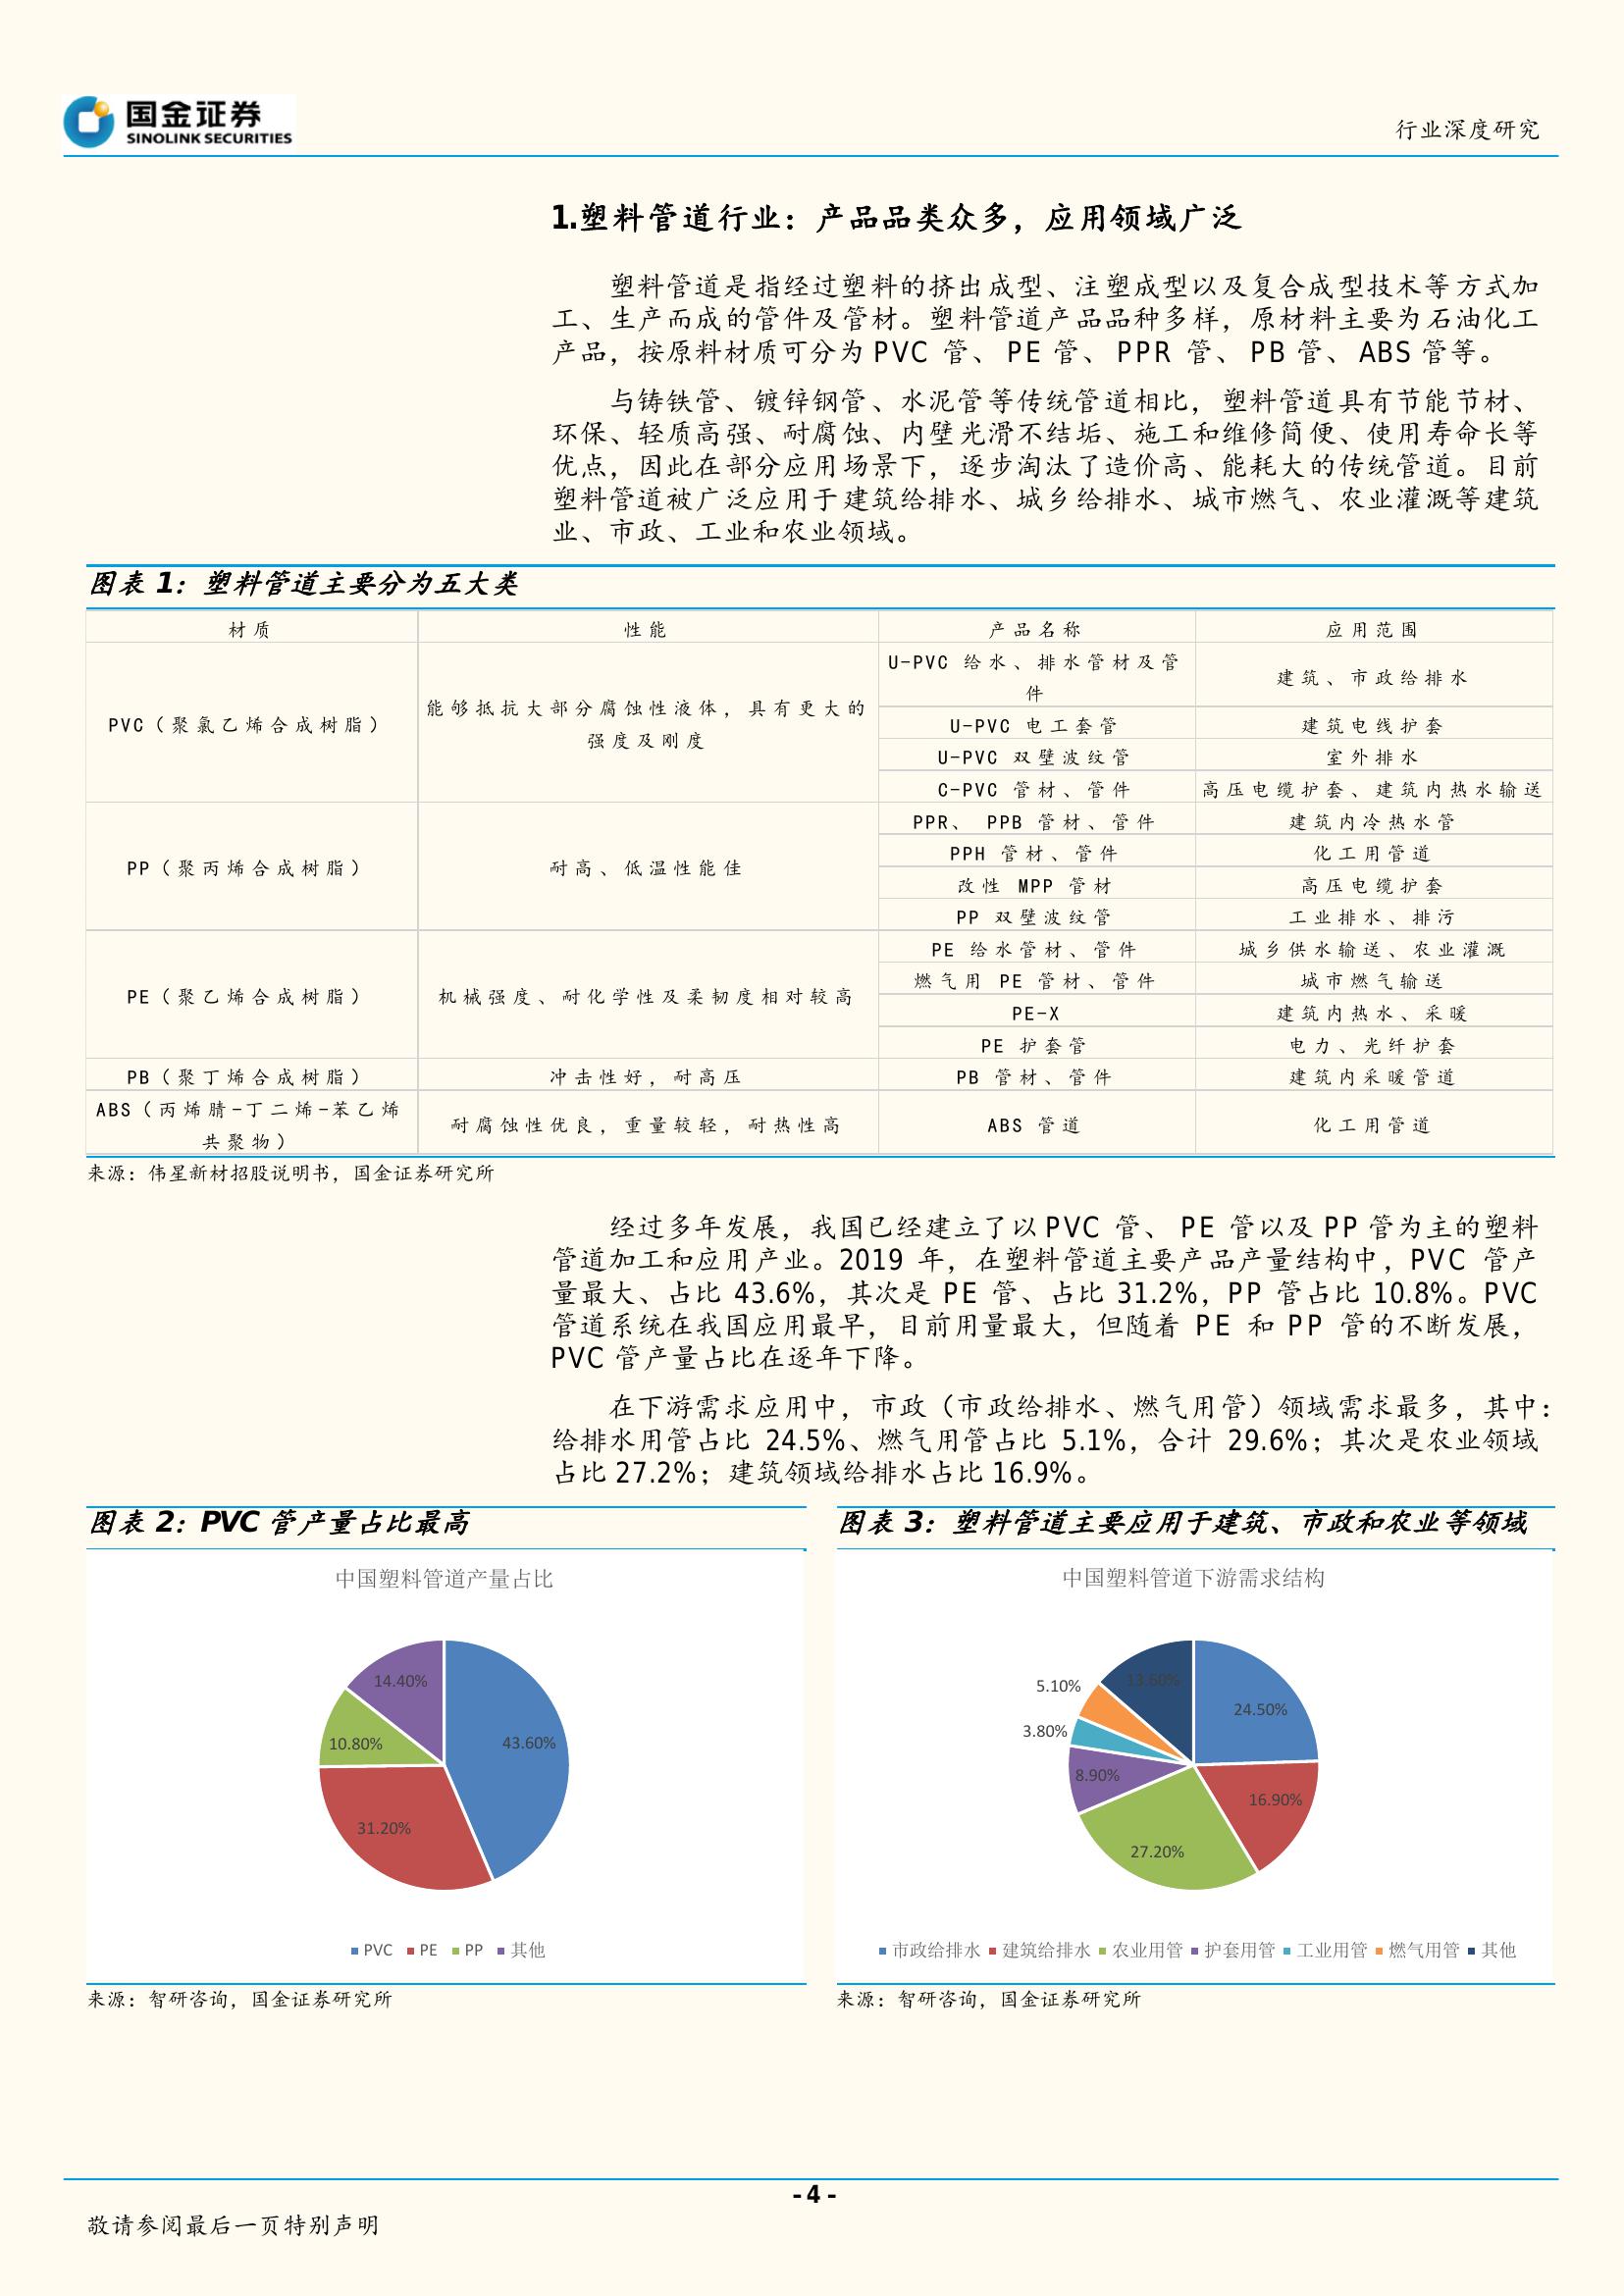 国金证券
SINOLINK SECURITIES
行业深度研究
1.塑料管道行业：产品品类众多，应用领域广泛
塑料管道是指经过塑料的挤出成型、注塑成型以及复合成型技术等方式加
工、生产而成的管件及管材。塑料管道产品品种多样，原材料主要为石油化工
产品，按原料材质可分为 PVC 管、 PE 管、 PPR 管、 PB 管、 ABS 管等。
与铸铁管、镀锌钢管、水泥管等传统管道相比，塑料管道具有节能节材、
环保、轻质高强、耐腐蚀、内壁光滑不结垢、施工和维修简便、使用寿命长等
优点，因此在部分应用场景下，逐步淘汰了造价高、能耗大的传统管道。目前
塑料管道被广泛应用于建筑给排水、城乡给排水、城市燃气、农业灌溉等建筑
业、市政、工业和农业领域。
图表 1：塑料管道主要分为五大类
材质 性能 产品名称 应用范围
PVC（聚氯乙烯合成树脂）
能够抵抗大部分腐蚀性液体，具有更大的
强度及刚度
U-PVC 给水、排水管材及管
件
建筑、市政给排水
U-PVC 电工套管 建筑电线护套
U-PVC 双壁波纹管 室外排水
C-PVC 管材、管件 高压电缆护套、建筑内热水输送
PP（聚丙烯合成树脂） 耐高、低温性能佳
PPR、 PPB 管材、管件 建筑内冷热水管
PPH 管材、管件 化工用管道
改性 MPP 管材 高压电缆护套
PP 双壁波纹管 工业排水、排污
PE（聚乙烯合成树脂） 机械强度、耐化学性及柔韧度相对较高
PE 给水管材、管件 城乡供水输送、农业灌溉
燃气用 PE 管材、管件 城市燃气输送
PE-X 建筑内热水、采暖
PE 护套管 电力、光纤护套
PB（聚丁烯合成树脂） 冲击性好，耐高压 PB 管材、管件 建筑内采暖管道
ABS（丙烯腈-丁二烯-苯乙烯
共聚物）
耐腐蚀性优良，重量较轻，耐热性高 ABS 管道 化工用管道
来源：伟星新材招股说明书，国金证券研究所
经过多年发展，我国已经建立了以 PVC 管、 PE 管以及 PP 管为主的塑料
管道加工和应用产业。2019 年，在塑料管道主要产品产量结构中，PVC 管产
量最大、占比 43.6%，其次是 PE 管、占比 31.2%，PP 管占比 10.8%。PVC
管道系统在我国应用最早，目前用量最大，但随着 PE 和 PP 管的不断发展，
PVC 管产量占比在逐年下降。
在下游需求应用中，市政（市政给排水、燃气用管）领域需求最多，其中：
给排水用管占比 24.5%、燃气用管占比 5.1%，合计 29.6%；其次是农业领域
占比 27.2%；建筑领域给排水占比 16.9%。
图表 2：PVC 管产量占比最高
中国塑料管道产量占比
14.40%
10.80%
43.60%
31.20%
PVC PE PP 其他
来源：智研咨询，国金证券研究所
图表 3：塑料管道主要应用于建筑、市政和农业等领域
中国塑料管道下游需求结构
13.60%
5.10%
24.50%
3.80%
8.90%
16.90%
27.20%
市政给排水 建筑给排水 农业用管 护套用管 工业用管 燃气用管 其他
来源：智研咨询，国金证券研究所
- 4 -
敬请参阅最后一页特别声明